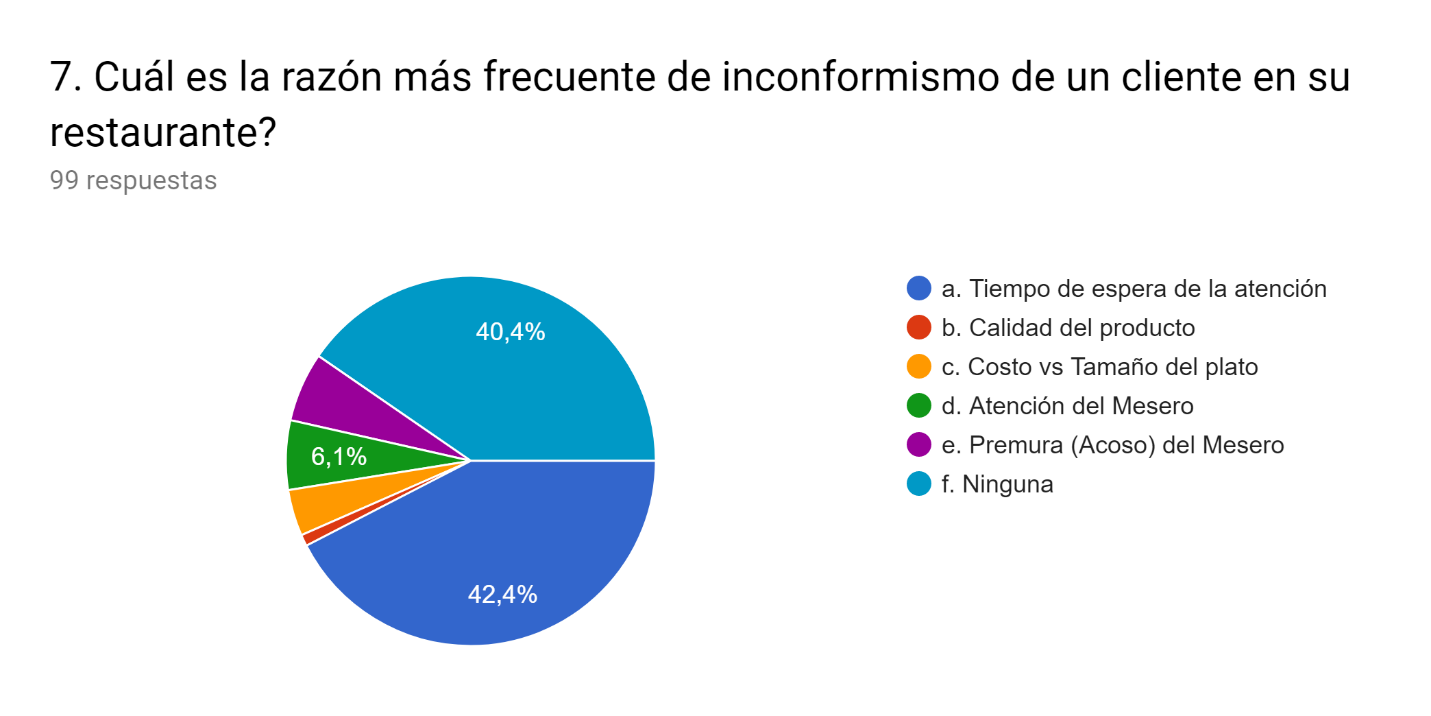 7. Cuál es la razón más frecuente de inconformismo de un cliente en su
restaurante?
99 respuestas
40,4%
6,1%
42,4%
a. Tiempo de espera de la atención
b. Calidad del producto
c. Costo vs Tamaño del plato
d. Atención del Mesero
e. Premura (Acoso) del Mesero
f. Ninguna